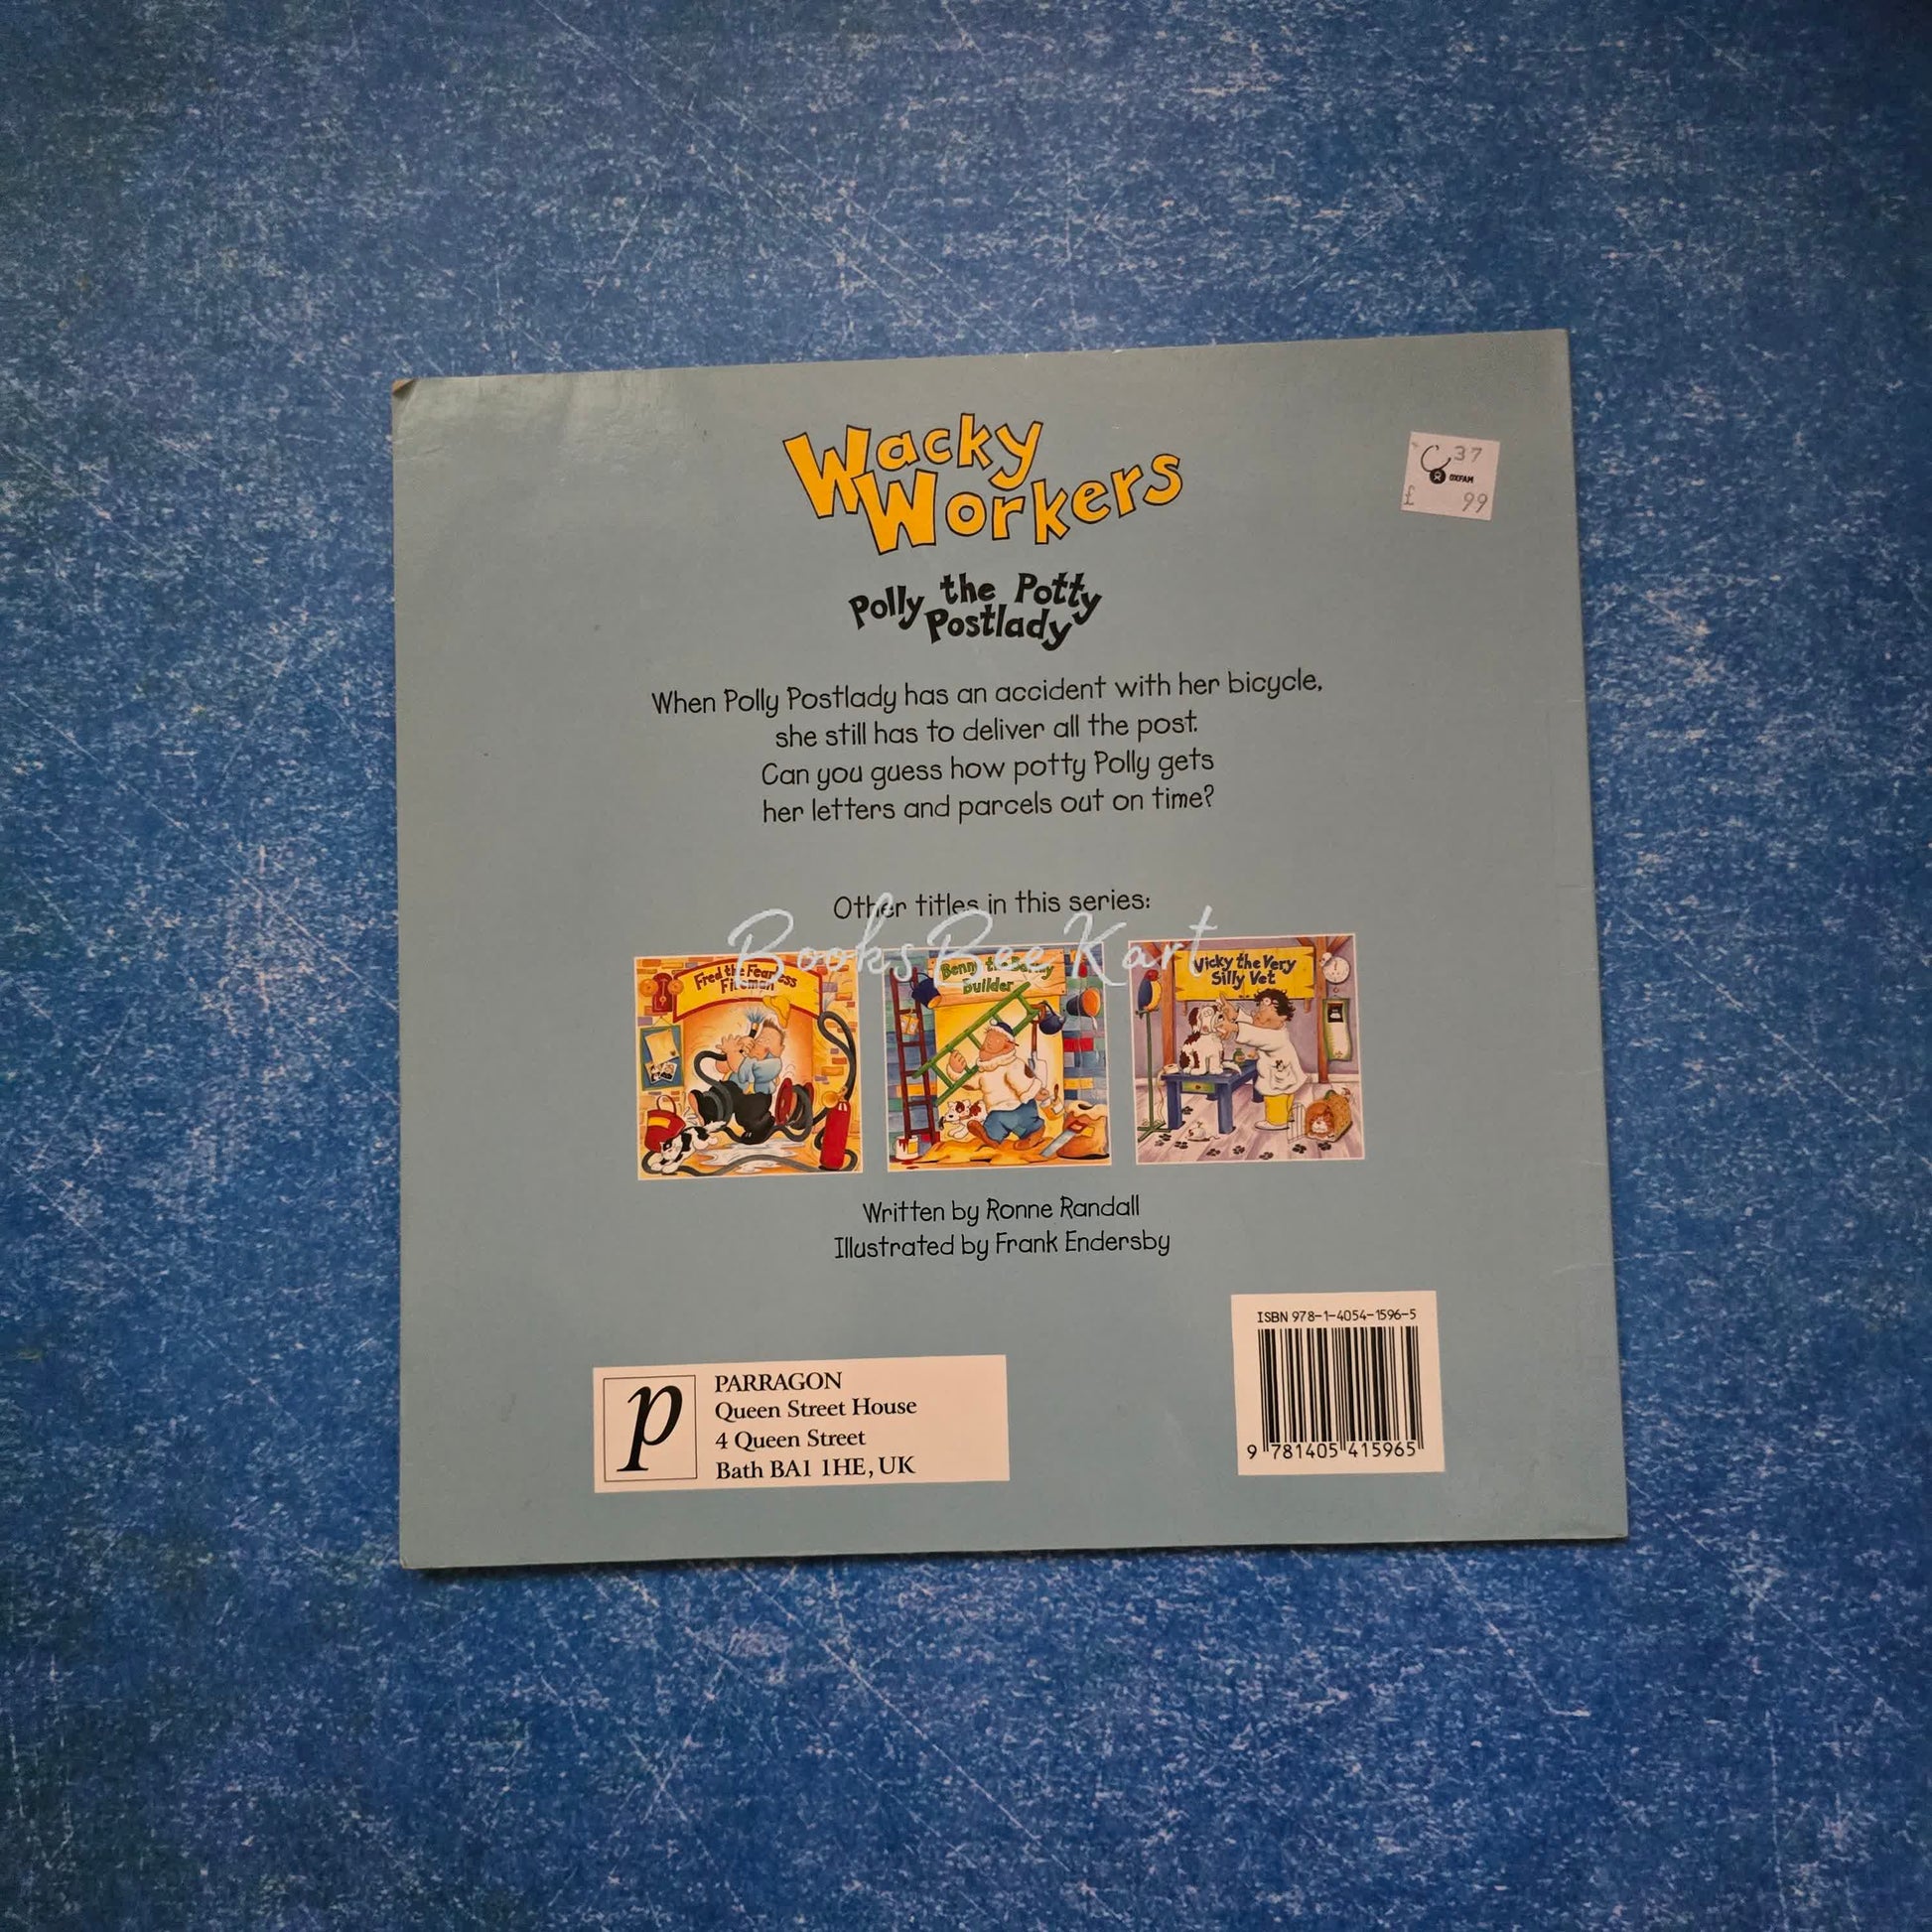 Wacky
Workers
C 37
OXFAM
£ 99
Polly the Potty
Postlady
When Polly Postlady has an accident with her bicycle,
she still has to deliver all the post.
Can you guess how potty Polly gets
her letters and parcels out on time?
Other titles in this series:
BooksBeeKart
Fred the Fearless
Fireman
Benny the
Builder
Vicky the Very
Silly Vet
Written by Ronne Randall
Illustrated by Frank Endersby
ISBN 978-1-4054-1596-5
9 781405 415965
p
PARRAGON
Queen Street House
4 Queen Street
Bath BA1 1HE, UK